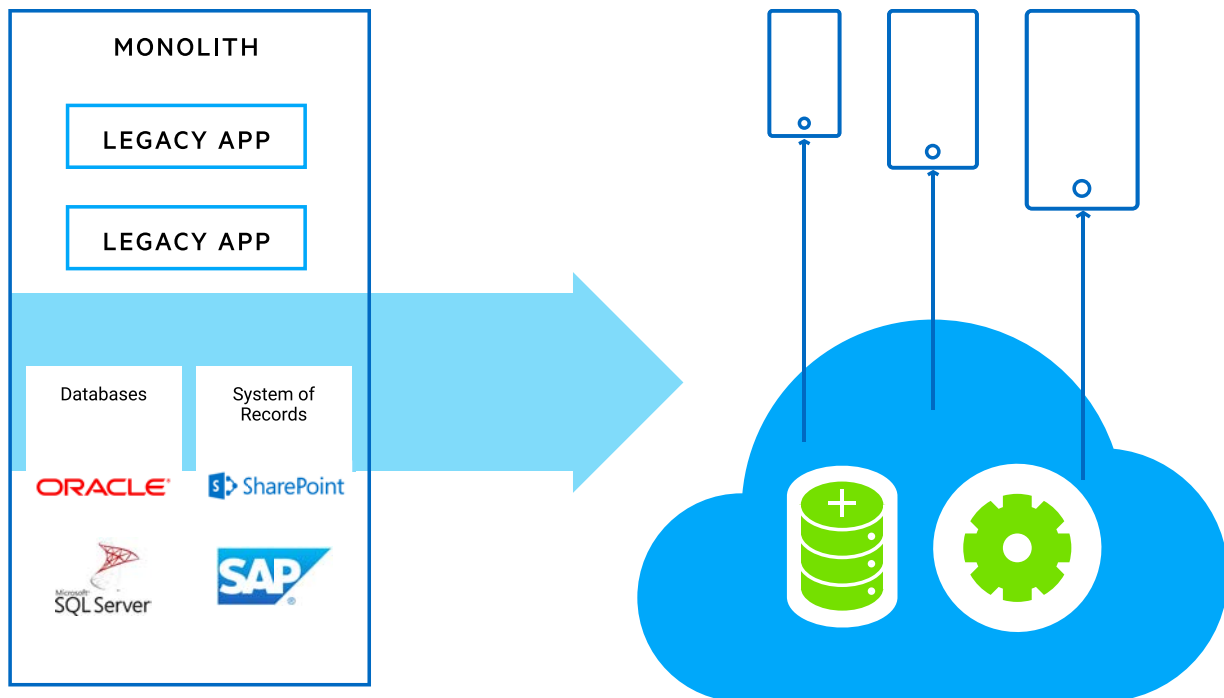 MONOLITH
LEGACY APP
LEGACY APP
Databases
System of
Records
ORACLE®
S SharePoint
Microsoft®
SQL Server
SAP®